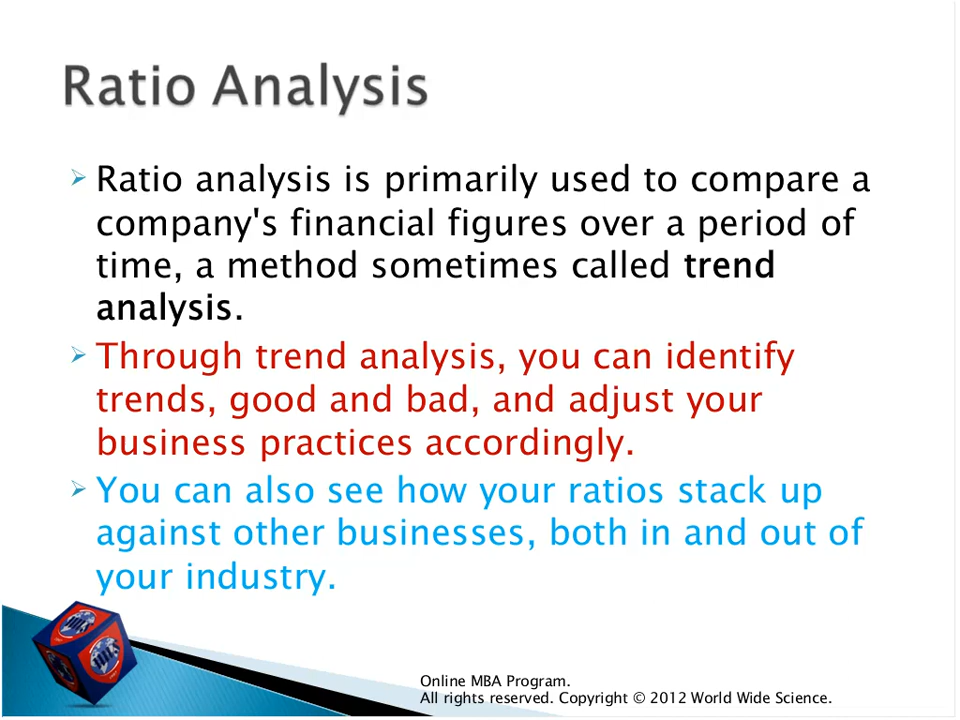 Ratio Analysis
Ratio analysis is primarily used to compare a
company's financial figures over a period of
time, a method sometimes called trend
analysis.
Through trend analysis, you can identify
trends, good and bad, and adjust your
business practices accordingly.
You can also see how your ratios stack up
against other businesses, both in and out of
your industry.
Online MBA Program.
All rights reserved. Copyright © 2012 World Wide Science.